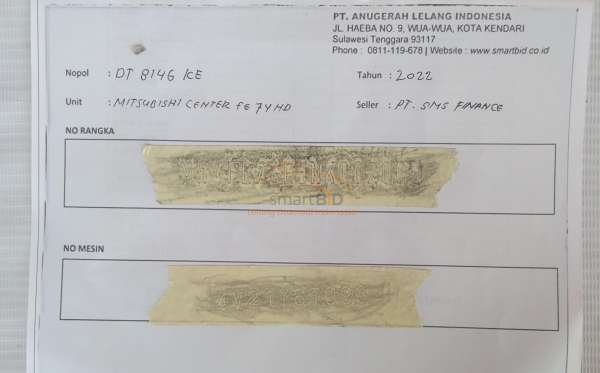 PT. ANUGERAH LELANG INDONESIA
JL. HAEBA NO. 9, WUA-WUA, KOTA KENDARI
Sulawesi Tenggara 93117
Phone : 0811-119-678 | Website : www.smartbid.co.id
Nopol : DT 8146 KE Tahun : 2022
Unit : MITSUBISHI CENTER FE 74 HD Seller : PT. SMS FINANCE
NO RANGKA
smartBID
NO MESIN